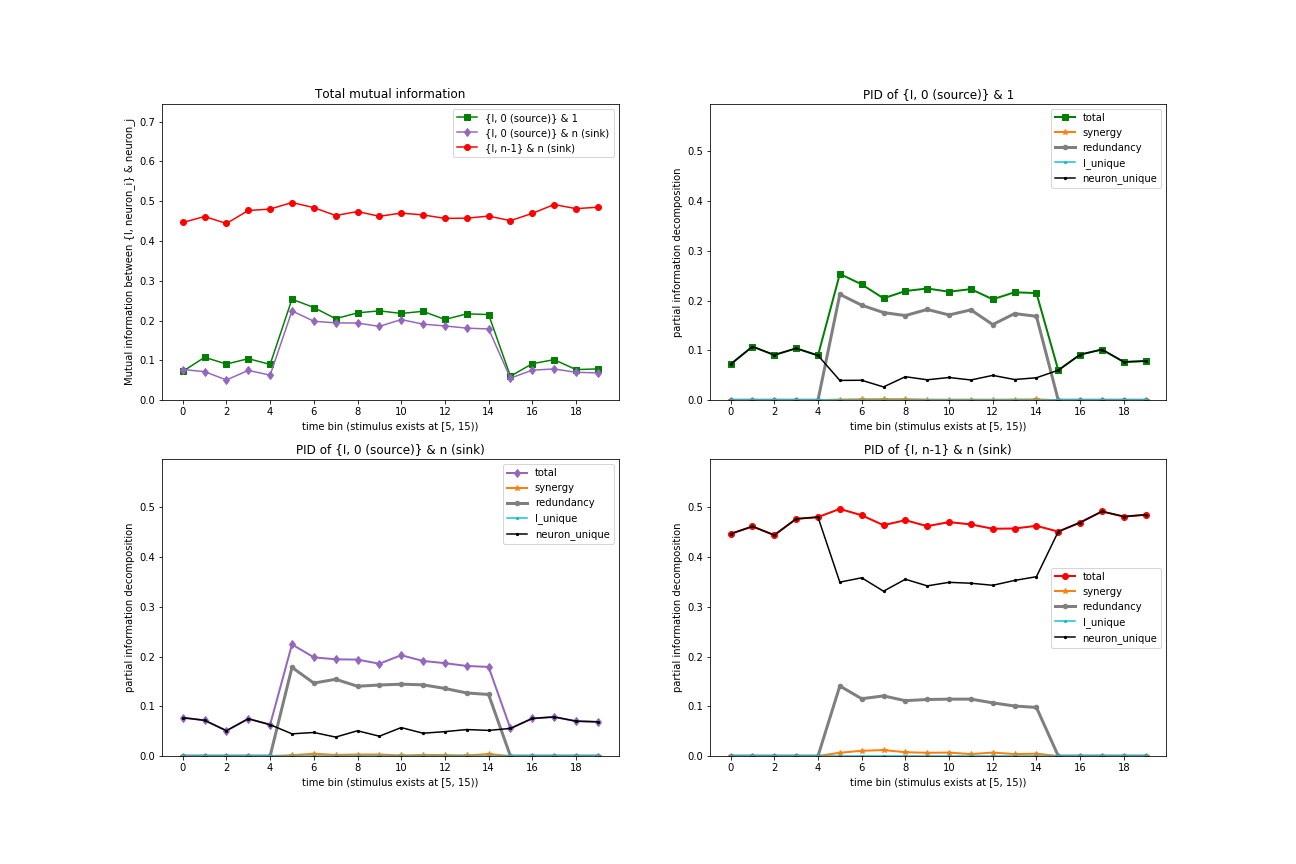 Total mutual information
Mutual information between {I, neuron_i} & neuron_j
0.7
0.6
0.5
0.4
0.3
0.2
0.1
0.0
{I, 0 (source)} & 1
{I, 0 (source)} & n (sink)
{I, n-1} & n (sink)
0 2 4 6 8 10 12 14 16 18
time bin (stimulus exists at [5, 15))
PID of {I, 0 (source)} & 1
partial information decomposition
0.5
0.4
0.3
0.2
0.1
0.0
total
synergy
redundancy
I_unique
neuron_unique
0 2 4 6 8 10 12 14 16 18
time bin (stimulus exists at [5, 15))
PID of {I, 0 (source)} & n (sink)
partial information decomposition
0.5
0.4
0.3
0.2
0.1
0.0
total
synergy
redundancy
I_unique
neuron_unique
0 2 4 6 8 10 12 14 16 18
time bin (stimulus exists at [5, 15))
PID of {I, n-1} & n (sink)
partial information decomposition
0.5
0.4
0.3
0.2
0.1
0.0
total
synergy
redundancy
I_unique
neuron_unique
0 2 4 6 8 10 12 14 16 18
time bin (stimulus exists at [5, 15))